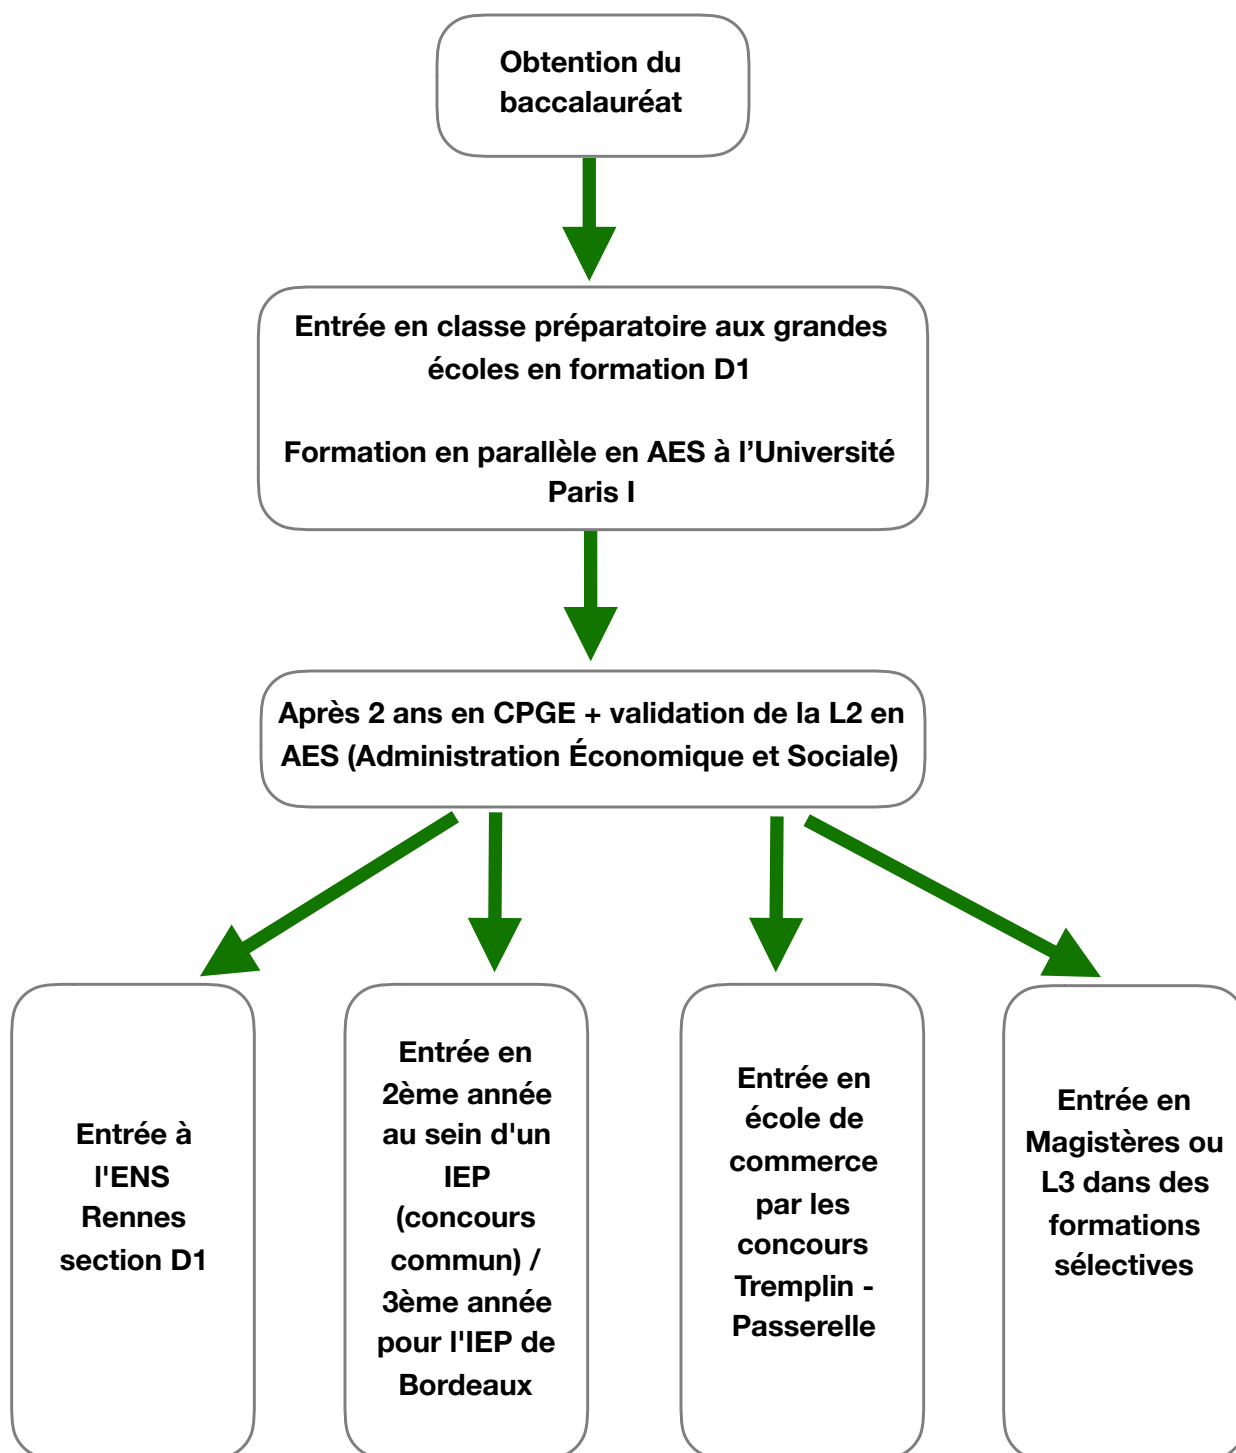 Obtention du
baccalauréat
Entrée en classe préparatoire aux grandes
écoles en formation D1
Formation en parallèle en AES à l’Université
Paris I
Après 2 ans en CPGE + validation de la L2 en
AES (Administration Économique et Sociale)
Entrée à
l'ENS
Rennes
section D1
Entrée en
2ème année
au sein d'un
IEP
(concours
commun) /
3ème année
pour l'IEP de
Bordeaux
Entrée en
école de
commerce
par les
concours
Tremplin -
Passerelle
Entrée en
Magistères ou
L3 dans des
formations
sélectives